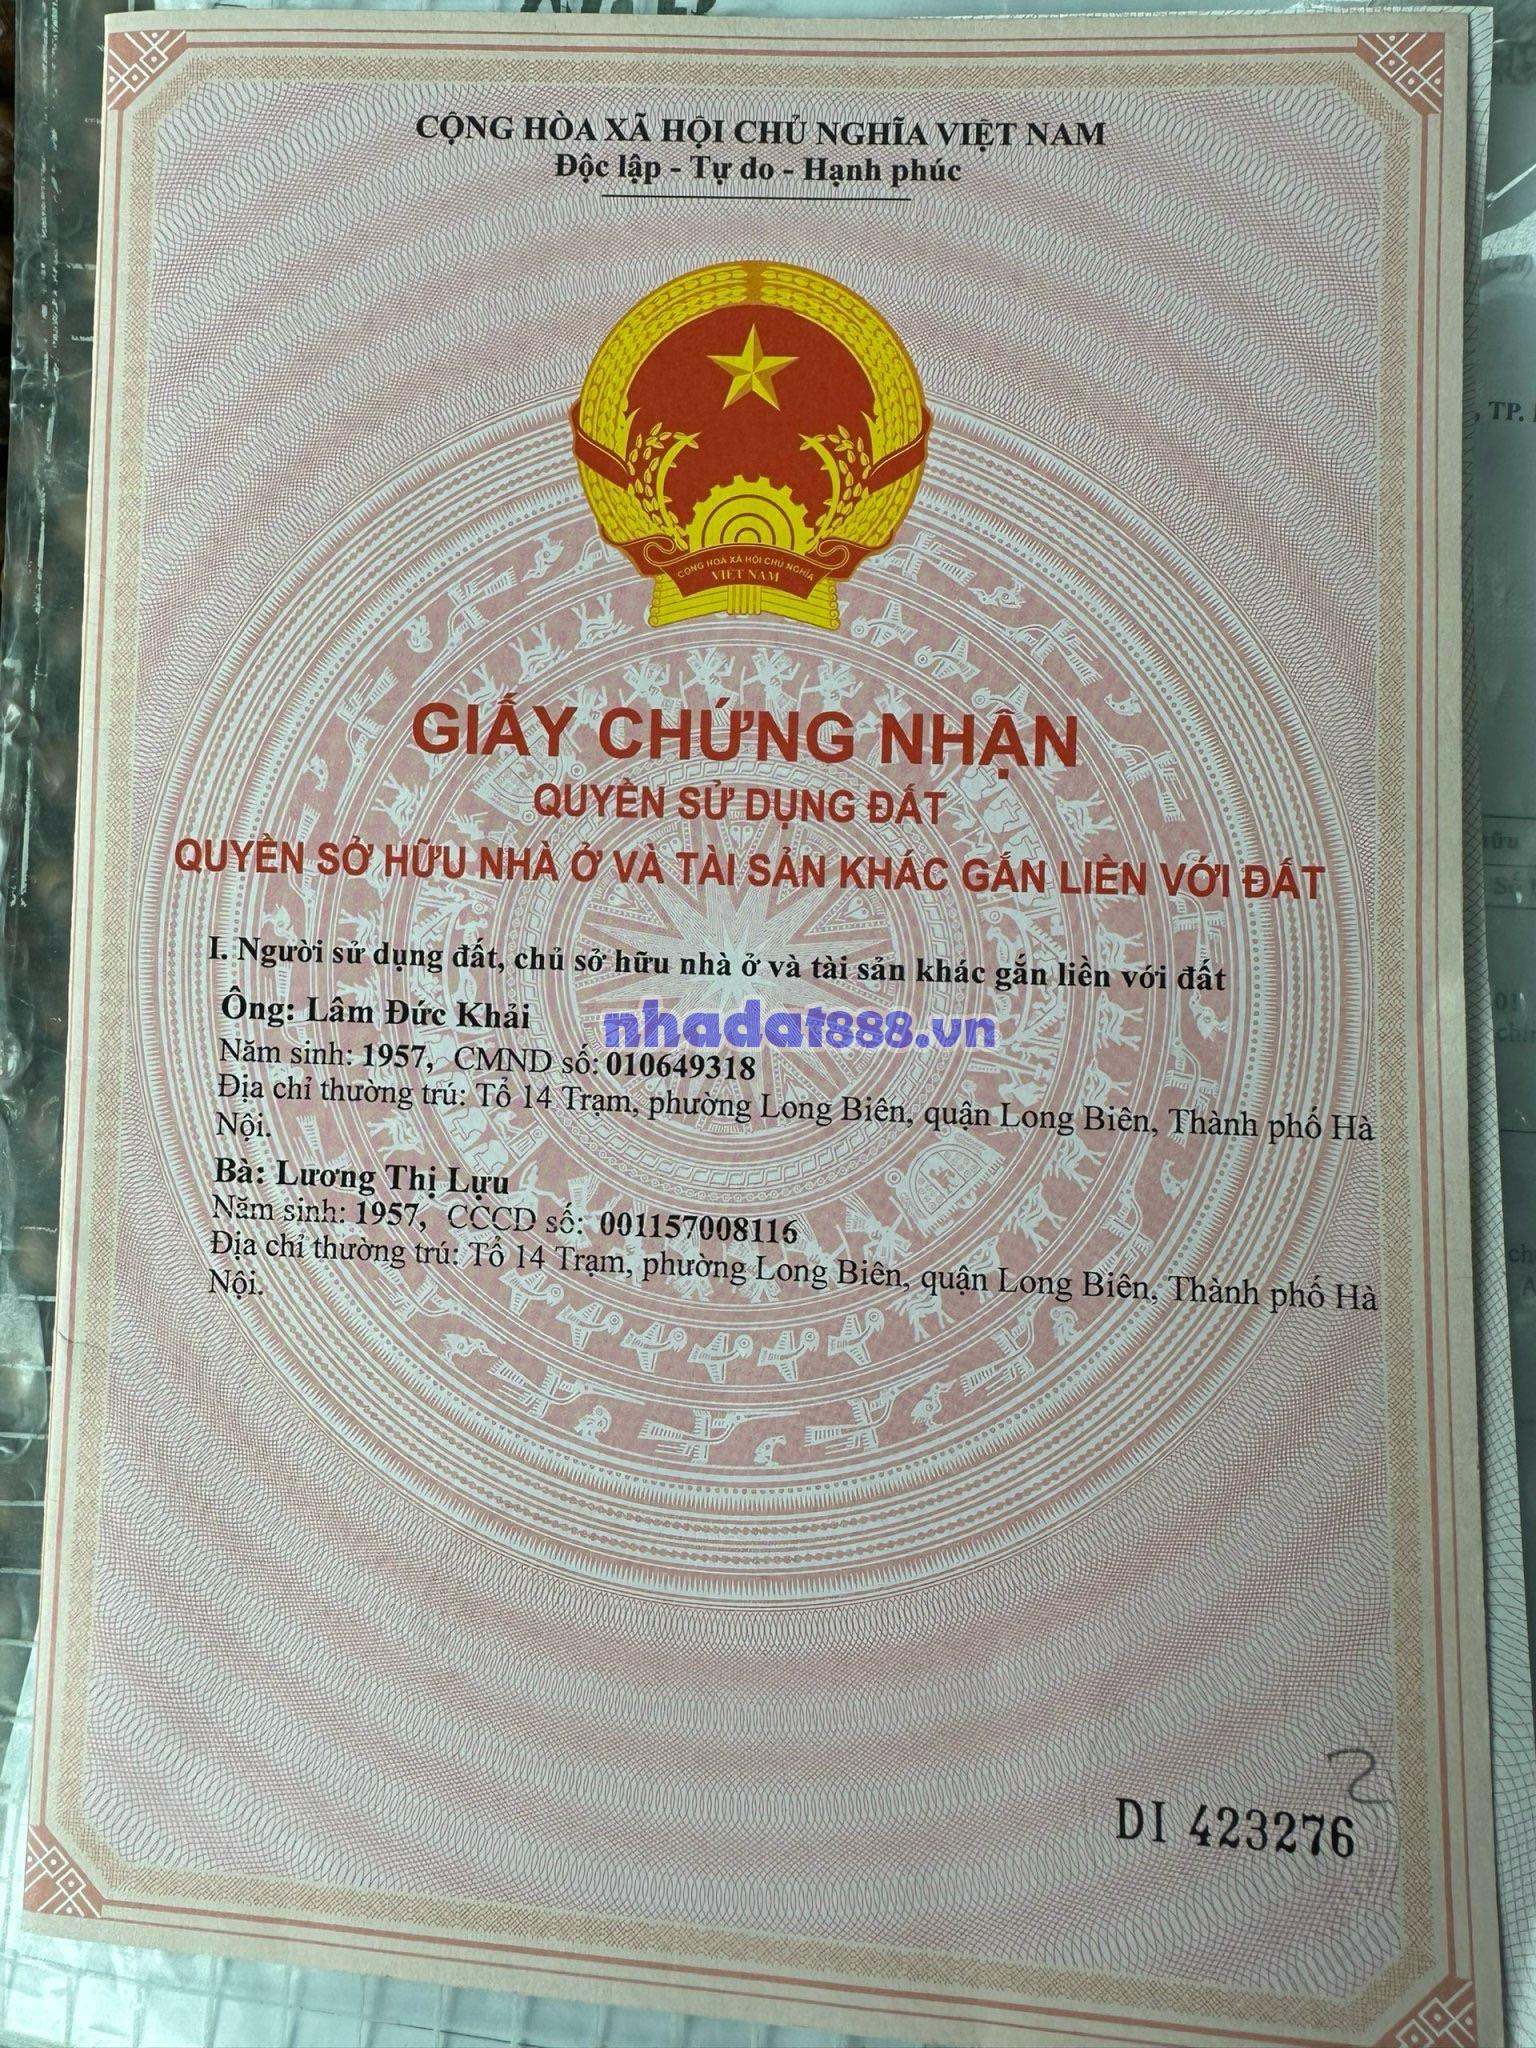 CỘNG HÒA XÃ HỘI CHỦ NGHĨA VIỆT NAM
Độc lập - Tự do - Hạnh phúc
CỘNG HOÀ XÃ HỘI CHỦ NGHĨA
VIỆT NAM
, TP.
GIẤY CHỨNG NHẬN
QUYỀN SỬ DỤNG ĐẤT
QUYỀN SỞ HỮU NHÀ Ở VÀ TÀI SẢN KHÁC GẮN LIỀN VỚI ĐẤT
I. Người sử dụng đất, chủ sở hữu nhà ở và tài sản khác gắn liền với đất
Ông: Lâm Đức Khải
nhadat888.vn
Năm sinh: 1957, CMND số: 010649318
Địa chỉ thường trú: Tổ 14 Trạm, phường Long Biên, quận Long Biên, Thành phố Hà
Nội.
Bà: Lương Thị Lựu
Năm sinh: 1957, CCCD số: 001157008116
Địa chỉ thường trú: Tổ 14 Trạm, phường Long Biên, quận Long Biên, Thành phố Hà
Nội.
DI 423276